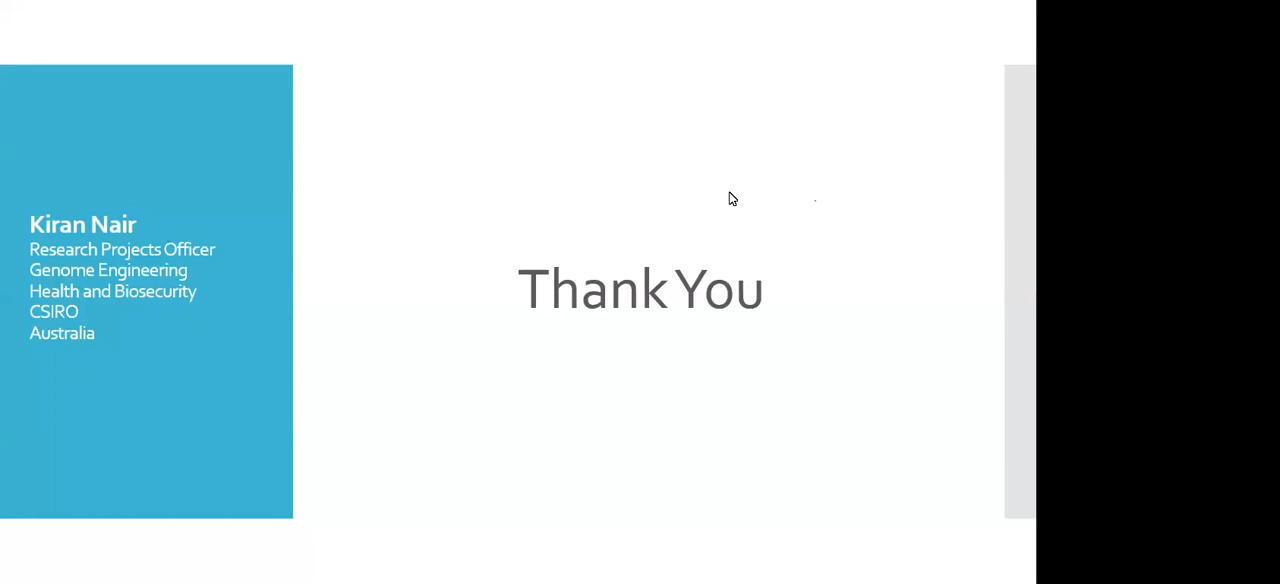 Kiran Nair
Research Projects Officer
Genome Engineering
Health and Biosecurity
CSIRO
Australia
Thank You